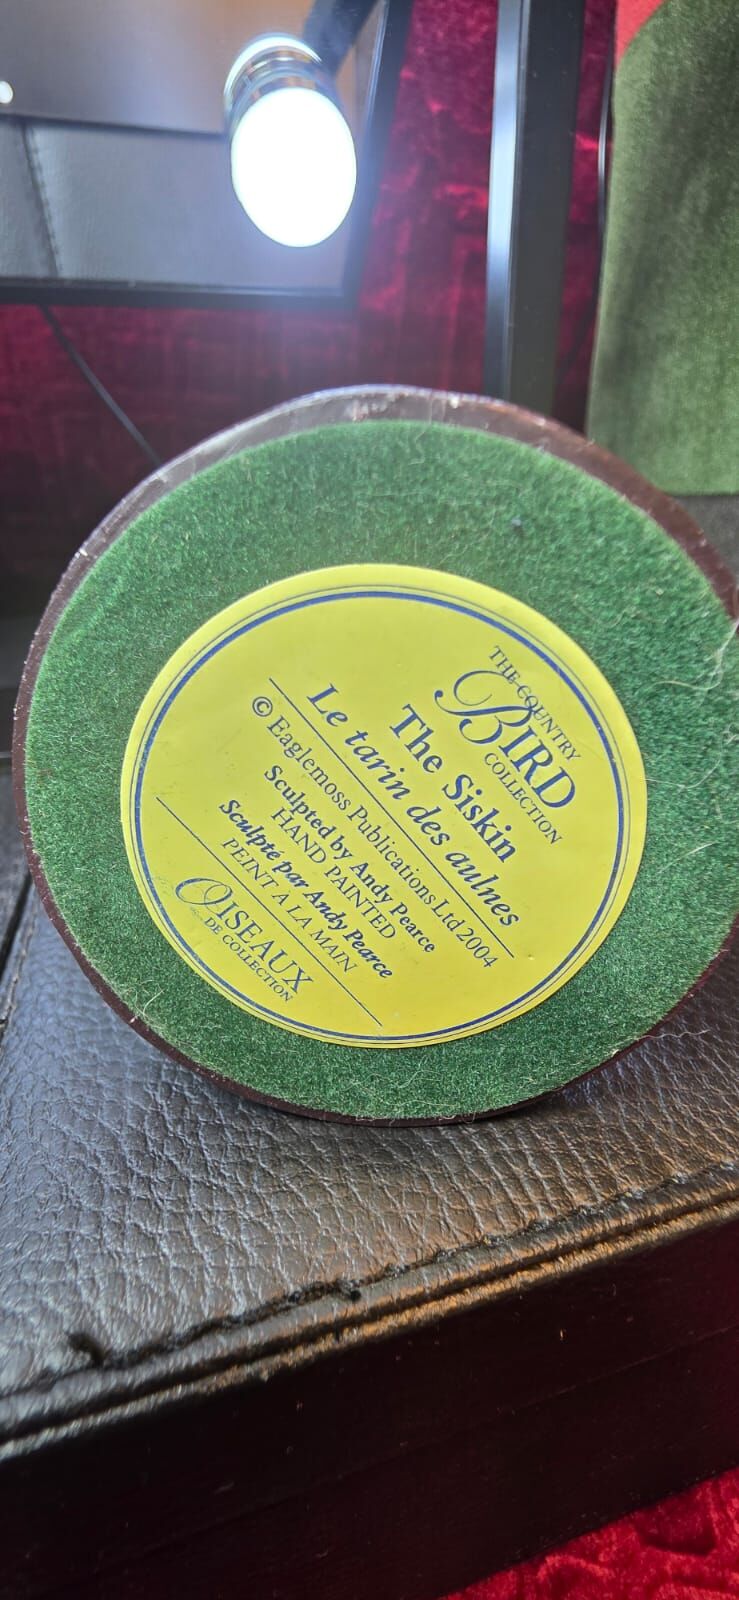 THE COUNTRY
BIRD
COLLECTION
The Siskin
Le tarin des aulnes
© Eaglemoss Publications Ltd 2004
Sculpted by Andy Pearce
HAND PAINTED
Sculpté par Andy Pearce
PEINT A LA MAIN
OISEAUX
DE COLLECTION